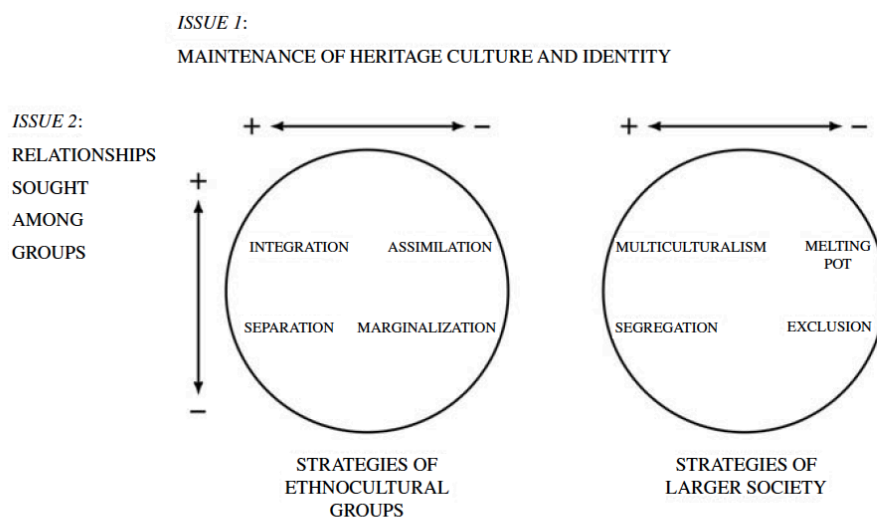 ISSUE 1:
MAINTENANCE OF HERITAGE CULTURE AND IDENTITY
ISSUE 2:
RELATIONSHIPS
SOUGHT
AMONG
GROUPS
+ −
+ −
+
−
INTEGRATION ASSIMILATION
SEPARATION MARGINALIZATION
MULTICULTURALISM MELTING
POT
SEGREGATION EXCLUSION
STRATEGIES OF
ETHNOCULTURAL
GROUPS
STRATEGIES OF
LARGER SOCIETY